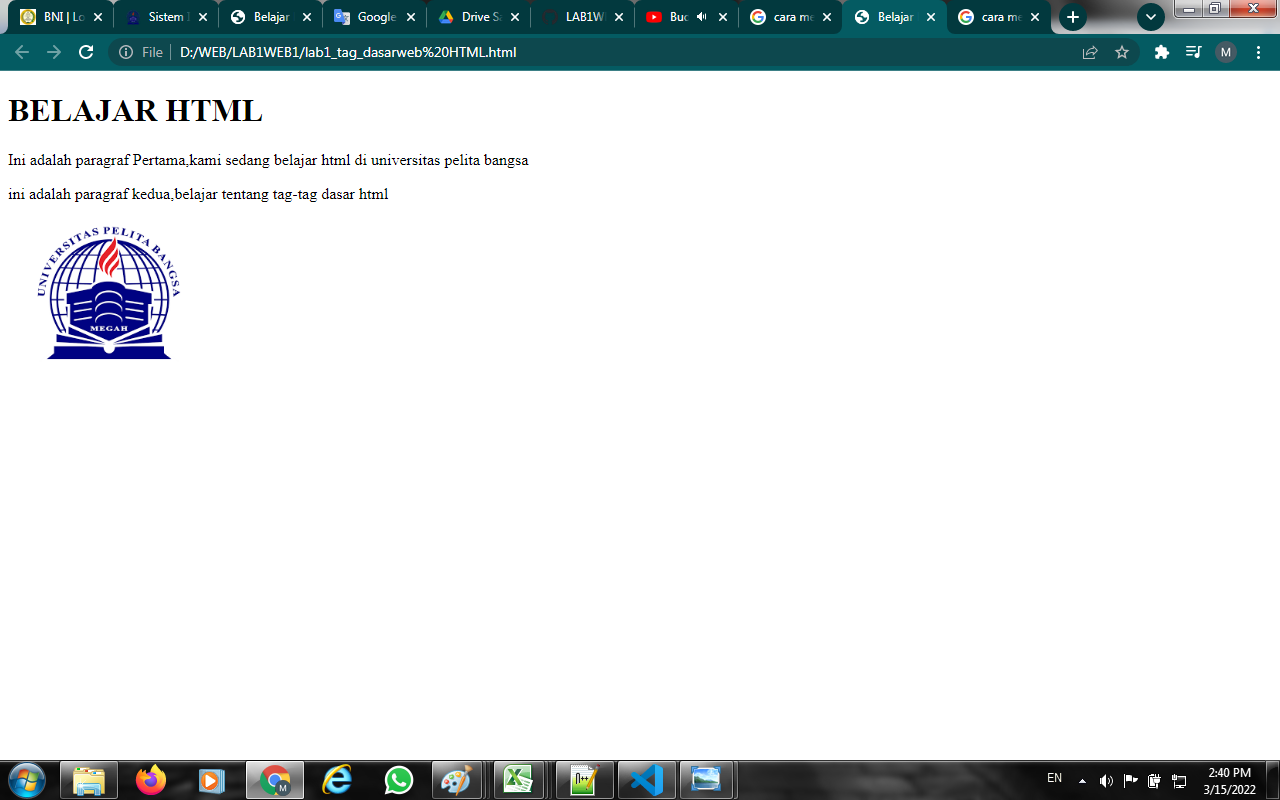 BNI | Lo
Sistem I
Belajar
Google
Drive Sa
LAB1W
Buc
cara me
Belajar
cara me
File
D:/WEB/LAB1WEB1/lab1_tag_dasarweb%20HTML.html
M
BELAJAR HTML
Ini adalah paragraf Pertama,kami sedang belajar html di universitas pelita bangsa
ini adalah paragraf kedua,belajar tentang tag-tag dasar html
UNIVERSITAS PELITA BANGSA
MEGAH
M
EN
2:40 PM
3/15/2022